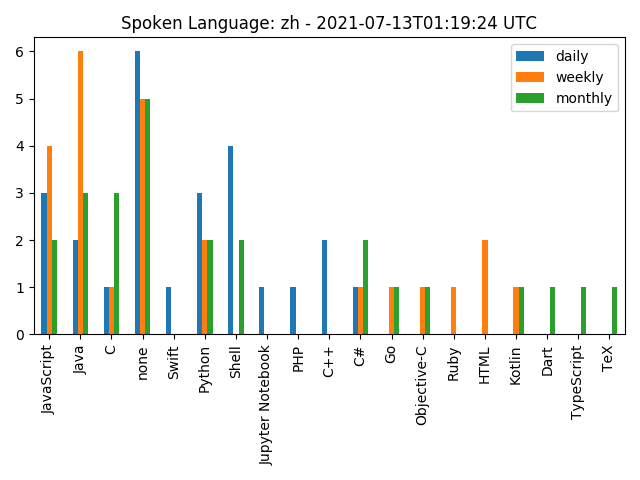 Spoken Language: zh - 2021-07-13T01:19:24 UTC
daily
weekly
monthly
6
5
4
3
2
1
0
JavaScript
Java
C
none
Swift
Python
Shell
Jupyter Notebook
PHP
C++
C#
Go
Objective-C
Ruby
HTML
Kotlin
Dart
TypeScript
TeX